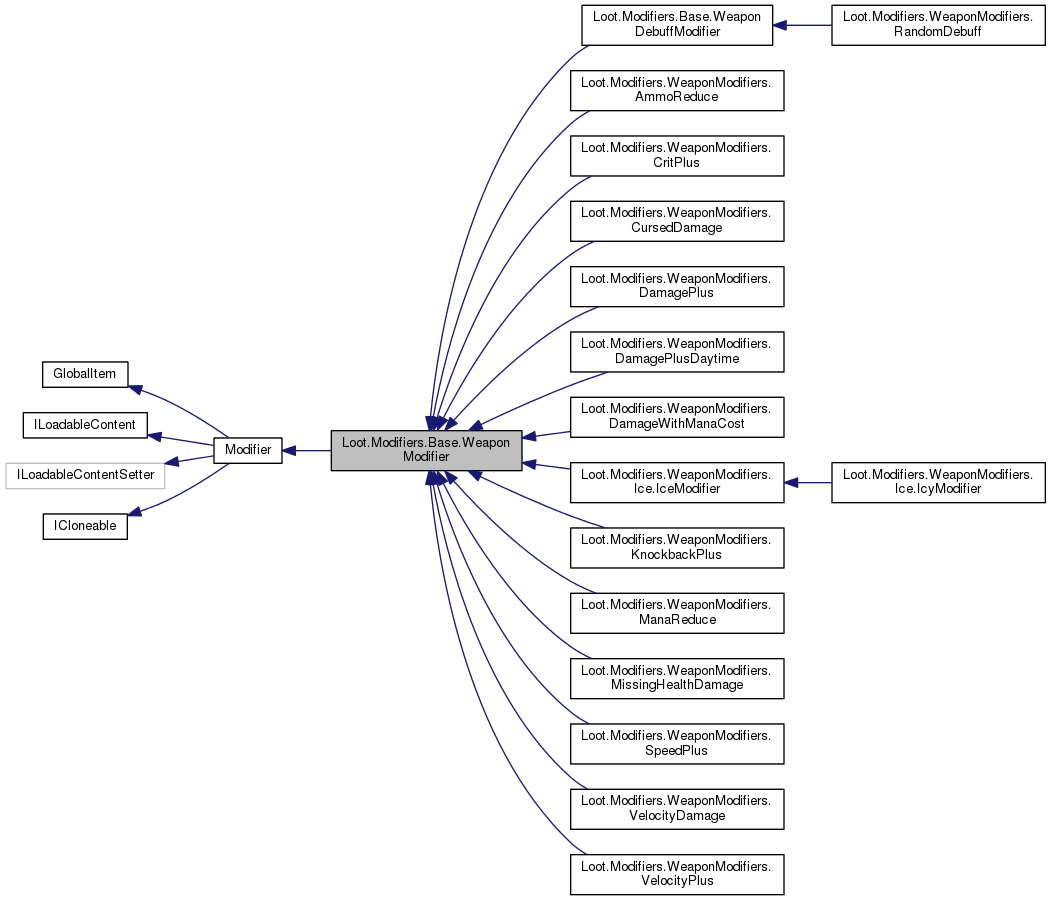 GlobalItem
ILoadableContent
ILoadableContentSetter
ICloneable
Modifier
Loot.Modifiers.Base.Weapon
Modifier
Loot.Modifiers.Base.Weapon
DebuffModifier
Loot.Modifiers.WeaponModifiers.
RandomDebuff
Loot.Modifiers.WeaponModifiers.
AmmoReduce
Loot.Modifiers.WeaponModifiers.
CritPlus
Loot.Modifiers.WeaponModifiers.
CursedDamage
Loot.Modifiers.WeaponModifiers.
DamagePlus
Loot.Modifiers.WeaponModifiers.
DamagePlusDaytime
Loot.Modifiers.WeaponModifiers.
DamageWithManaCost
Loot.Modifiers.WeaponModifiers.
Ice.IceModifier
Loot.Modifiers.WeaponModifiers.
Ice.IcyModifier
Loot.Modifiers.WeaponModifiers.
KnockbackPlus
Loot.Modifiers.WeaponModifiers.
ManaReduce
Loot.Modifiers.WeaponModifiers.
MissingHealthDamage
Loot.Modifiers.WeaponModifiers.
SpeedPlus
Loot.Modifiers.WeaponModifiers.
VelocityDamage
Loot.Modifiers.WeaponModifiers.
VelocityPlus